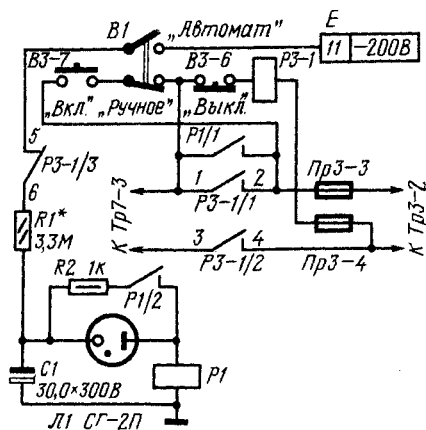 В1 „Автомат" Е
11 –200В
В3-7 В3-6 Р3-1
„Вкл." „Ручное" „Выкл."
5
Р3-1/3
6
R1*
3,3М
Р1/1
1 2
Р3-1/1
К Тр7-3
Пр3-3
К Тр3-2
3 4
Р3-1/2
Пр3-4
R2 1к
Р1/2
С1
30,0×300В
Р1
Л1 СГ-2П